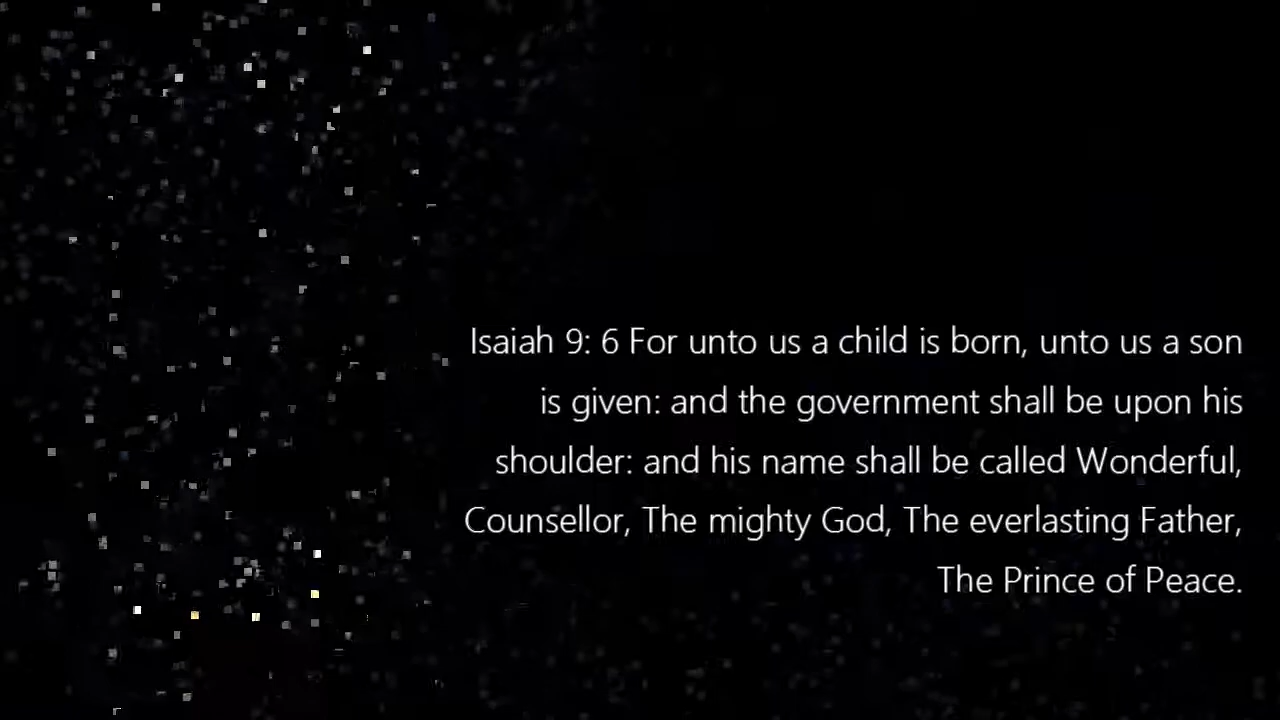 Isaiah 9: 6 For unto us a child is born, unto us a son
is given: and the government shall be upon his
shoulder: and his name shall be called Wonderful,
Counsellor, The mighty God, The everlasting Father,
The Prince of Peace.